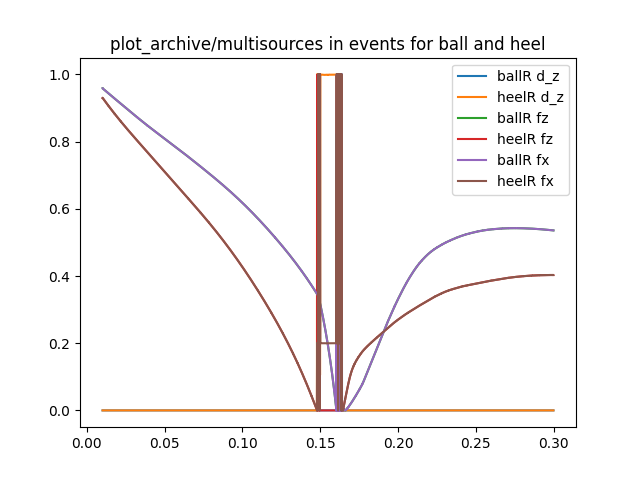 plot_archive/multisources in events for ball and heel
1.0
0.8
0.6
0.4
0.2
0.0
0.00 0.05 0.10 0.15 0.20 0.25 0.30
ballR d_z
heelR d_z
ballR fz
heelR fz
ballR fx
heelR fx